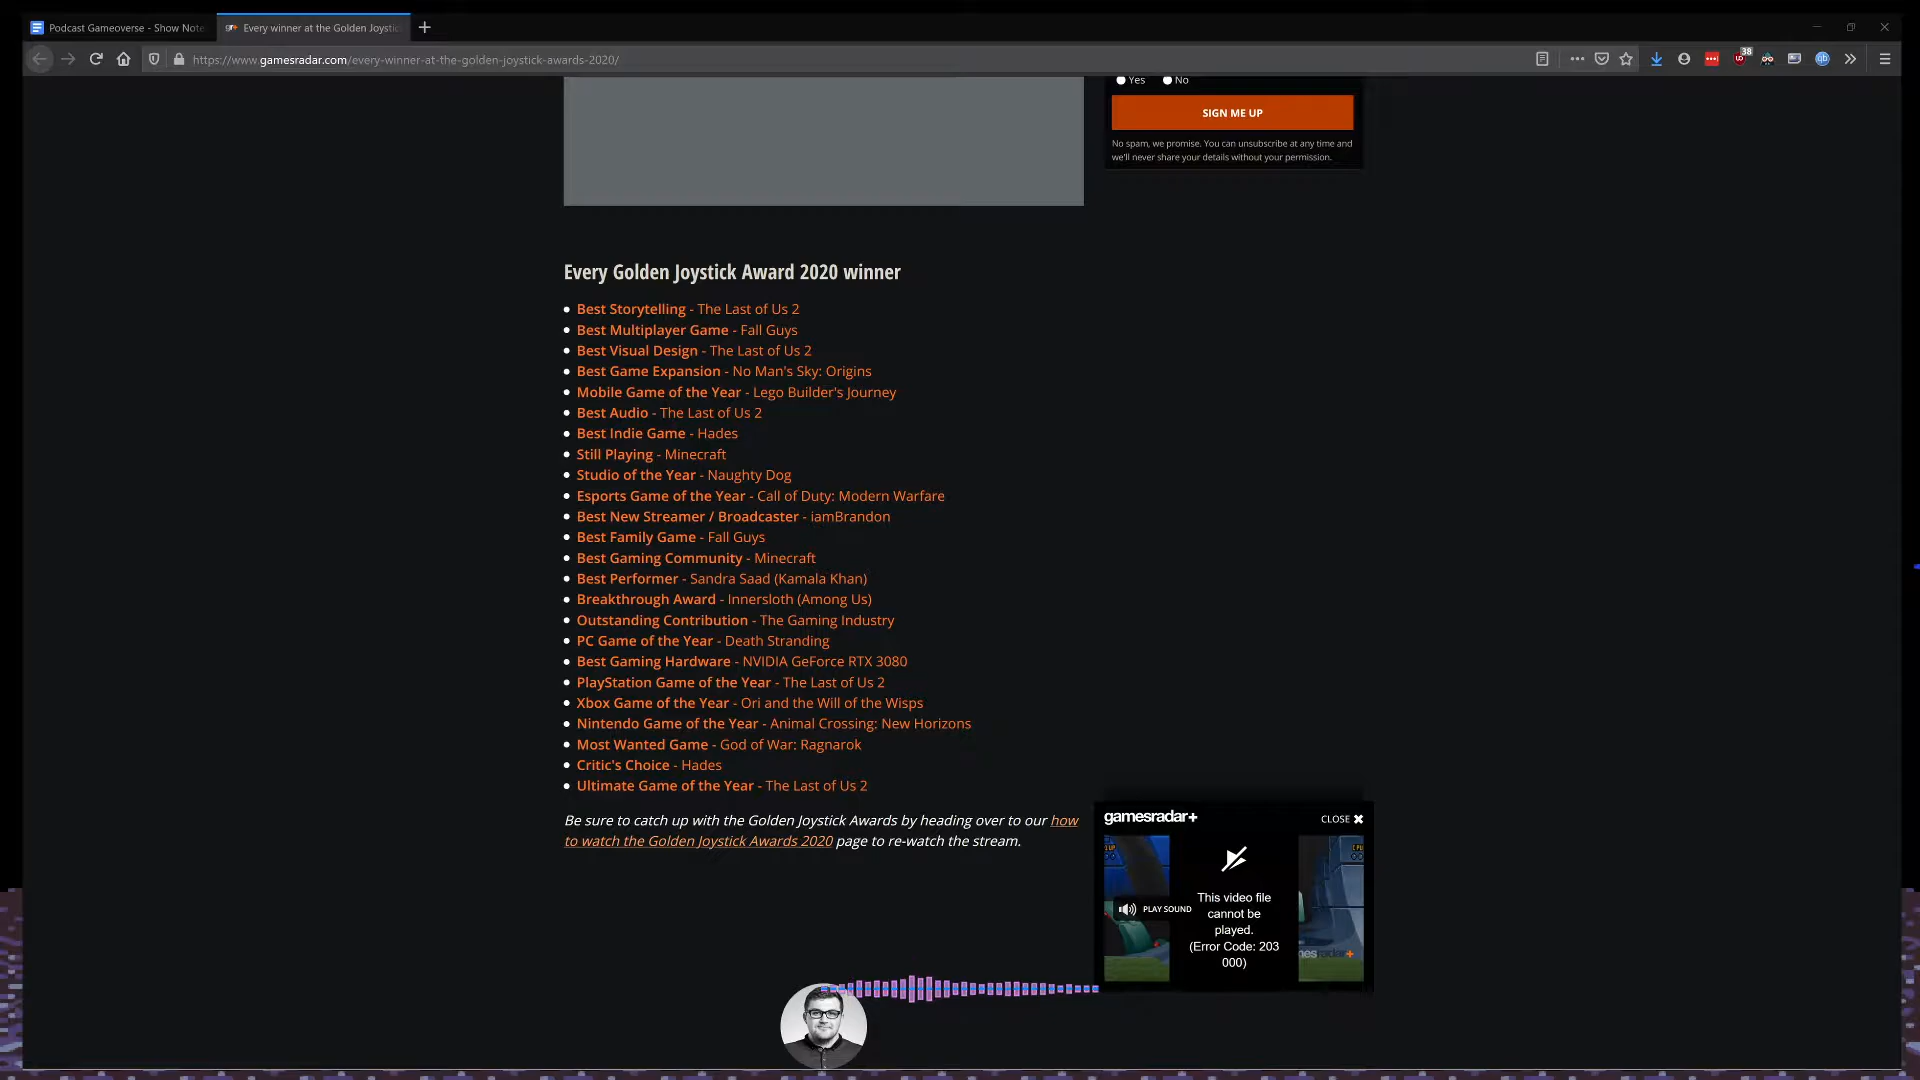 Podcast Gameoverse - Show Note
Every winner at the Golden Joystic
https://www.gamesradar.com/every-winner-at-the-golden-joystick-awards-2020/
38
Yes No
SIGN ME UP
No spam, we promise. You can unsubscribe at any time and
we'll never share your details without your permission.
Every Golden Joystick Award 2020 winner
Best Storytelling - The Last of Us 2
Best Multiplayer Game - Fall Guys
Best Visual Design - The Last of Us 2
Best Game Expansion - No Man's Sky: Origins
Mobile Game of the Year - Lego Builder's Journey
Best Audio - The Last of Us 2
Best Indie Game - Hades
Still Playing - Minecraft
Studio of the Year - Naughty Dog
Esports Game of the Year - Call of Duty: Modern Warfare
Best New Streamer / Broadcaster - iamBrandon
Best Family Game - Fall Guys
Best Gaming Community - Minecraft
Best Performer - Sandra Saad (Kamala Khan)
Breakthrough Award - Innersloth (Among Us)
Outstanding Contribution - The Gaming Industry
PC Game of the Year - Death Stranding
Best Gaming Hardware - NVIDIA GeForce RTX 3080
PlayStation Game of the Year - The Last of Us 2
Xbox Game of the Year - Ori and the Will of the Wisps
Nintendo Game of the Year - Animal Crossing: New Horizons
Most Wanted Game - God of War: Ragnarok
Critic's Choice - Hades
Ultimate Game of the Year - The Last of Us 2
Be sure to catch up with the Golden Joystick Awards by heading over to our how
to watch the Golden Joystick Awards 2020 page to re-watch the stream.
gamesradar+
CLOSE
PLAY SOUND
This video file
cannot be
played.
(Error Code: 203
000)